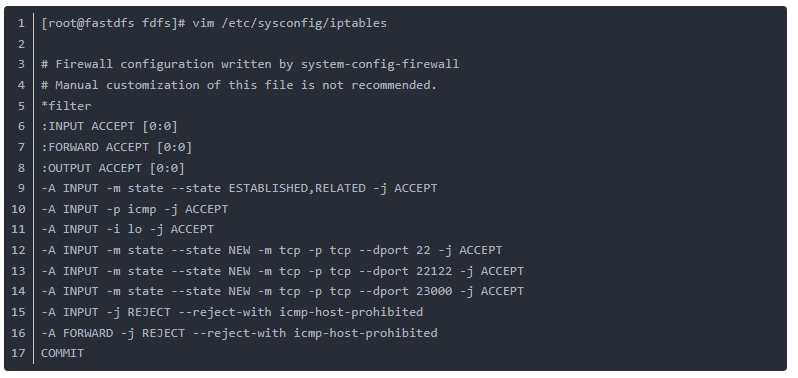 1 [root@fastdfs fdfs]# vim /etc/sysconfig/iptables
2
3 # Firewall configuration written by system-config-firewall
4 # Manual customization of this file is not recommended.
5 *filter
6 :INPUT ACCEPT [0:0]
7 :FORWARD ACCEPT [0:0]
8 :OUTPUT ACCEPT [0:0]
9 -A INPUT -m state --state ESTABLISHED,RELATED -j ACCEPT
10 -A INPUT -p icmp -j ACCEPT
11 -A INPUT -i lo -j ACCEPT
12 -A INPUT -m state --state NEW -m tcp -p tcp --dport 22 -j ACCEPT
13 -A INPUT -m state --state NEW -m tcp -p tcp --dport 22122 -j ACCEPT
14 -A INPUT -m state --state NEW -m tcp -p tcp --dport 23000 -j ACCEPT
15 -A INPUT -j REJECT --reject-with icmp-host-prohibited
16 -A FORWARD -j REJECT --reject-with icmp-host-prohibited
17 COMMIT